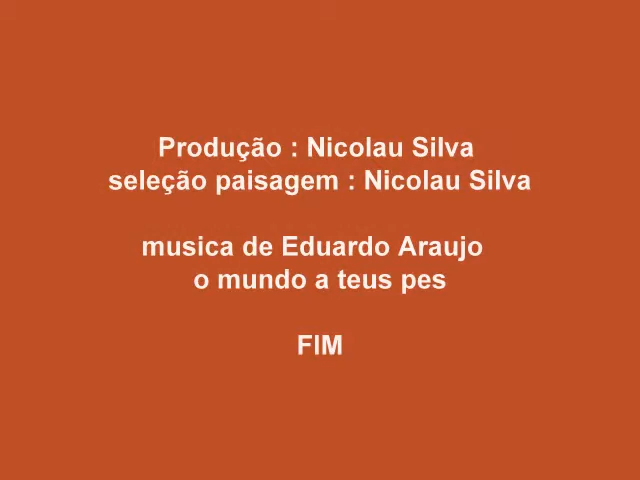 Produção : Nicolau Silva
seleção paisagem : Nicolau Silva
musica de Eduardo Araujo
o mundo a teus pes
FIM